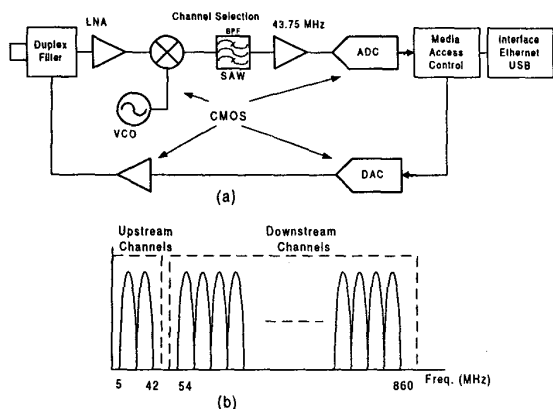 Channel Selection
LNA
BPF
43.75 MHz
Duplex
Filter
SAW
ADC
Media
Access
Control
Interface
Ethernet
USB
VCO
CMOS
DAC
(a)
Upstream
Channels
Downstream
Channels
5
42
54
860
Freq. (MHz)
(b)